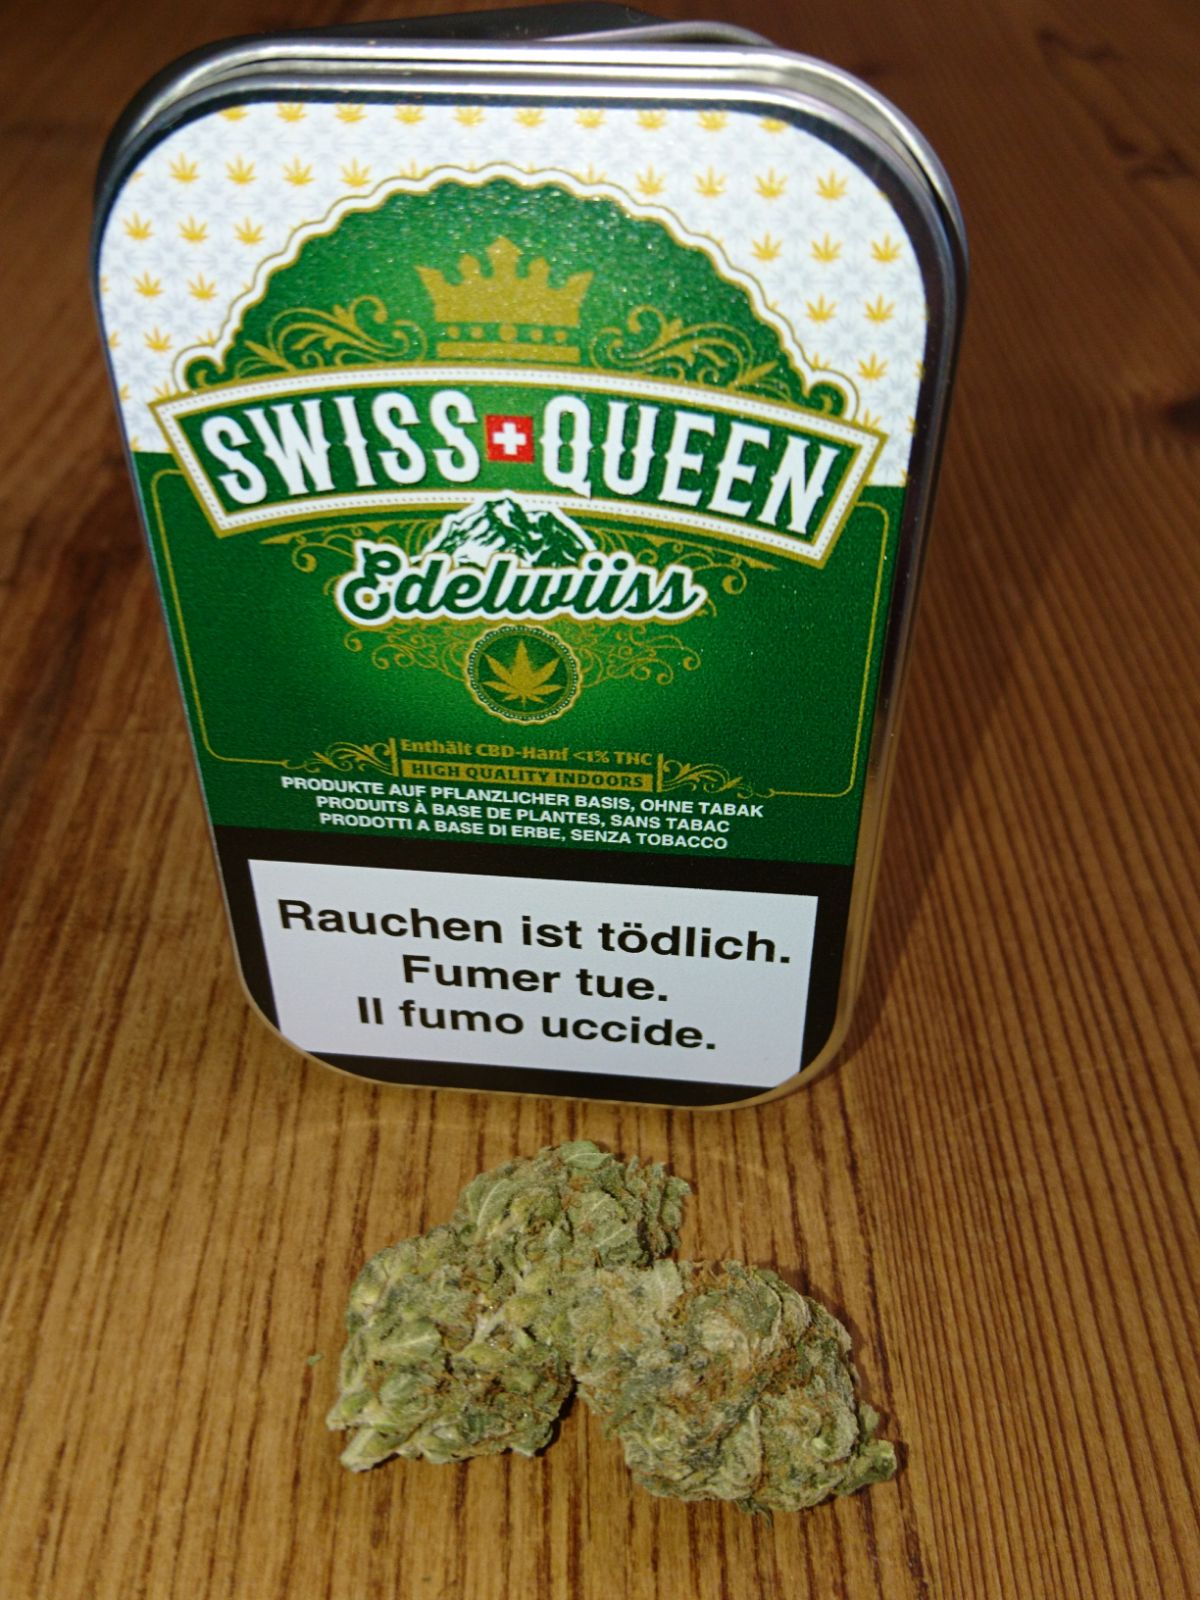 SWISS QUEEN
Edelwiiss
Enthält CBD-Hanf <1% THC
HIGH QUALITY INDOORS
PRODUKTE AUF PFLANZLICHER BASIS, OHNE TABAK
PRODUITS À BASE DE PLANTES, SANS TABAC
PRODOTTI A BASE DI ERBE, SENZA TOBACCO
Rauchen ist tödlich.
Fumer tue.
Il fumo uccide.